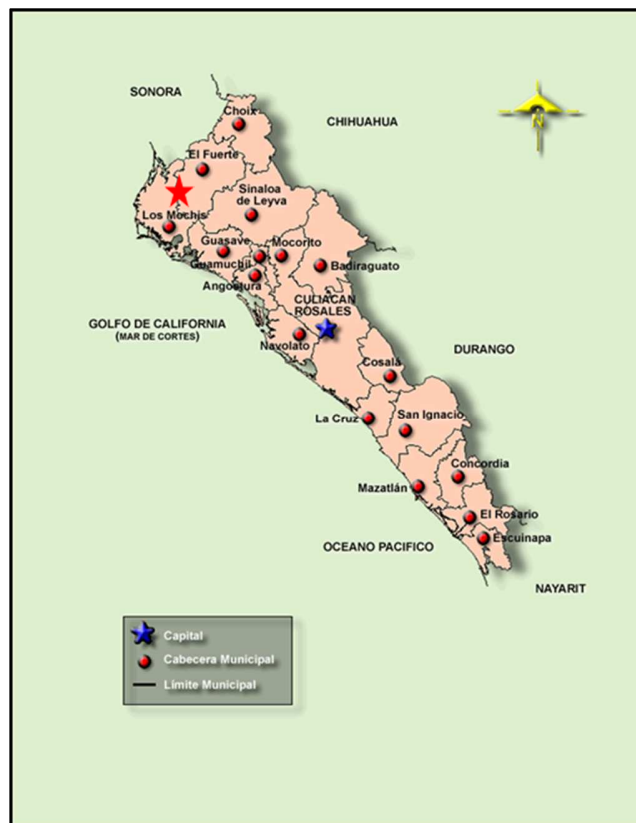 SONORA
Choix
CHIHUAHUA
N
El Fuerte
Sinaloa
de Leyva
Los Mochis
Guasave
Mocorito
Guamuchil
Badiraguato
Angostura
CULIACAN
ROSALES
GOLFO DE CALIFORNIA
(MAR DE CORTES)
Navolato
DURANGO
Cosalá
La Cruz
San Ignacio
Concordia
Mazatlán
El Rosario
OCEANO PACIFICO
Escuinapa
NAYARIT
Capital
Cabecera Municipal
Límite Municipal